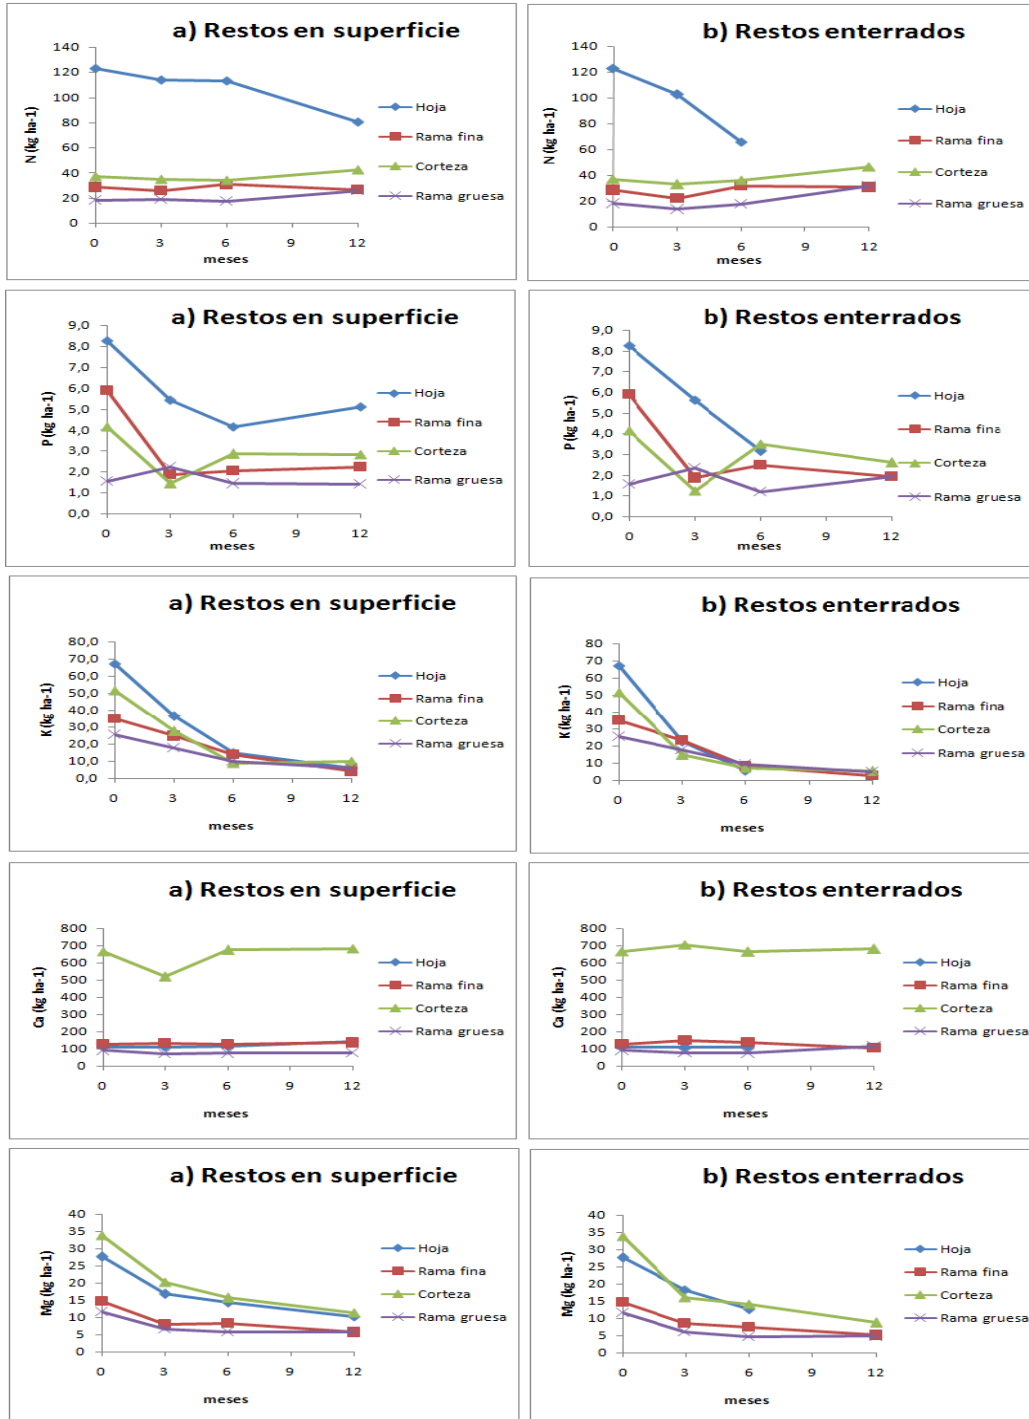 a) Restos en superficie
N (kg ha-1)
140
120
100
80
60
40
20
0
0 3 6 9 12
meses
Hoja
Rama fina
Corteza
Rama gruesa
b) Restos enterrados
N (kg ha-1)
140
120
100
80
60
40
20
0
0 3 6 9 12
meses
Hoja
Rama fina
Corteza
Rama gruesa
a) Restos en superficie
P (kg ha-1)
9,0
8,0
7,0
6,0
5,0
4,0
3,0
2,0
1,0
0,0
0 3 6 9 12
meses
Hoja
Rama fina
Corteza
Rama gruesa
b) Restos enterrados
P (kg ha-1)
9,0
8,0
7,0
6,0
5,0
4,0
3,0
2,0
1,0
0,0
0 3 6 9 12
meses
Hoja
Rama fina
Corteza
Rama gruesa
a) Restos en superficie
K (kg ha-1)
80,0
70,0
60,0
50,0
40,0
30,0
20,0
10,0
0,0
0 3 6 9 12
meses
Hoja
Rama fina
Corteza
Rama gruesa
b) Restos enterrados
K (kg ha-1)
80
70
60
50
40
30
20
10
0
0 3 6 9 12
meses
Hoja
Rama fina
Corteza
Rama gruesa
a) Restos en superficie
Ca (kg ha-1)
800
700
600
500
400
300
200
100
0
0 3 6 9 12
meses
Hoja
Rama fina
Corteza
Rama gruesa
b) Restos enterrados
Ca (kg ha-1)
800
700
600
500
400
300
200
100
0
0 3 6 9 12
meses
Hoja
Rama fina
Corteza
Rama gruesa
a) Restos en superficie
Mg (kg ha-1)
40
35
30
25
20
15
10
5
0
0 3 6 9 12
meses
Hoja
Rama fina
Corteza
Rama gruesa
b) Restos enterrados
Mg (kg ha-1)
40
35
30
25
20
15
10
5
0
0 3 6 9 12
meses
Hoja
Rama fina
Corteza
Rama gruesa